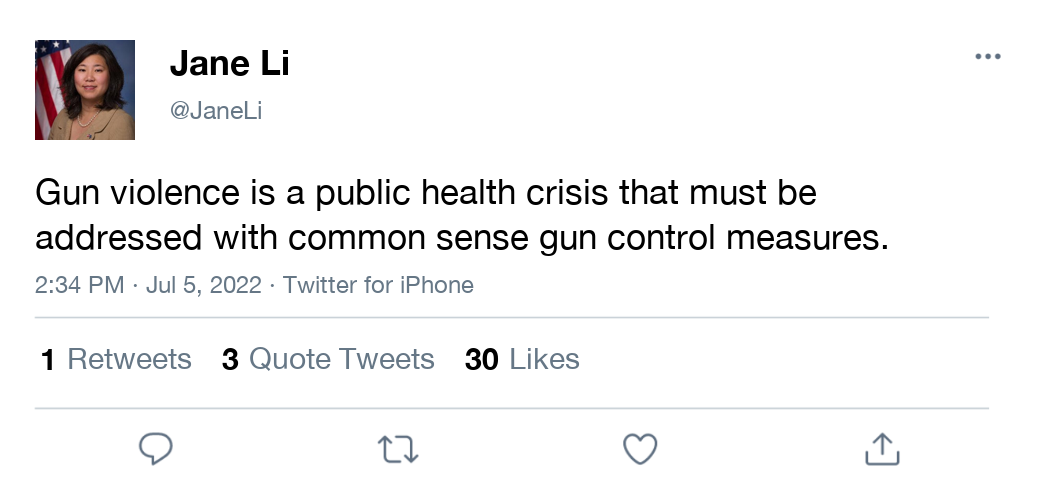 Jane Li
@JaneLi
Gun violence is a public health crisis that must be
addressed with common sense gun control measures.
2:34 PM · Jul 5, 2022 · Twitter for iPhone
1 Retweets 3 Quote Tweets 30 Likes